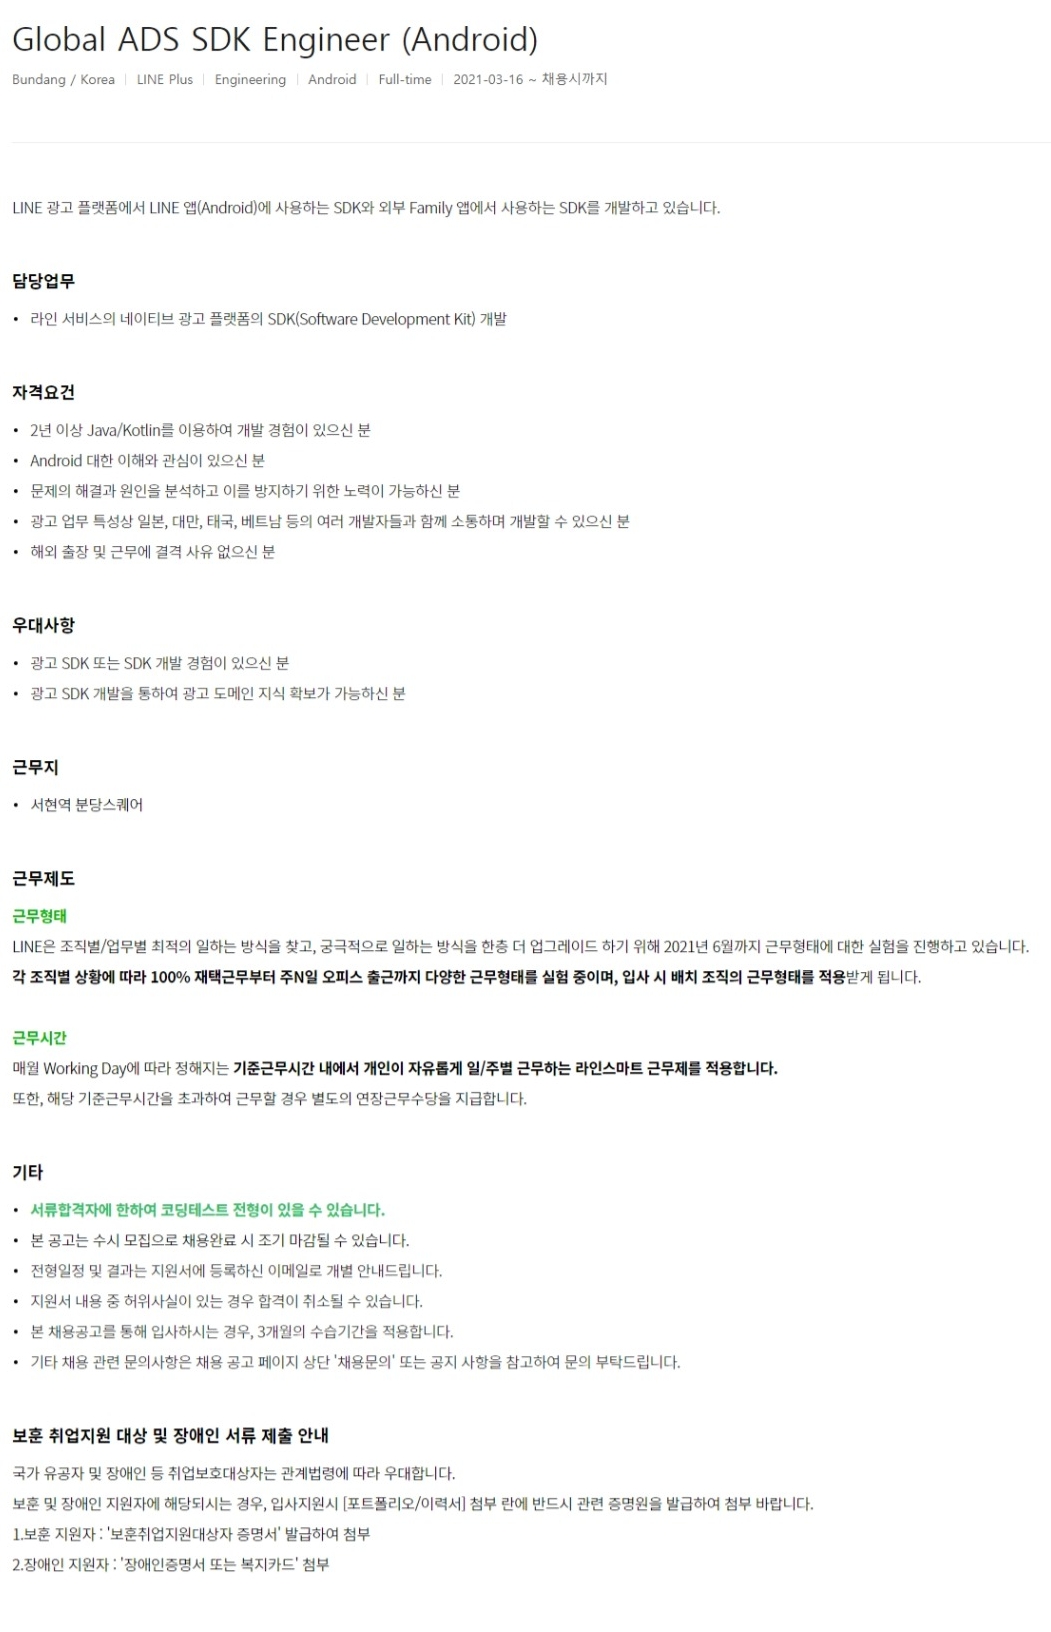 Global ADS SDK Engineer (Android)
Bundang / Korea | LINE Plus | Engineering | Android | Full-time | 2021-03-16 ~ 채용시까지
LINE 광고 플랫폼에서 LINE 앱(Android)에 사용하는 SDK와 외부 Family 앱에서 사용하는 SDK를 개발하고 있습니다.
담당업무
• 라인 서비스의 네이티브 광고 플랫폼의 SDK(Software Development Kit) 개발
자격요건
• 2년 이상 Java/Kotlin를 이용하여 개발 경험이 있으신 분
• Android 대한 이해와 관심이 있으신 분
• 문제의 해결과 원인을 분석하고 이를 방지하기 위한 노력이 가능하신 분
• 광고 업무 특성상 일본, 대만, 태국, 베트남 등의 여러 개발자들과 함께 소통하며 개발할 수 있으신 분
• 해외 출장 및 근무에 결격 사유 없으신 분
우대사항
• 광고 SDK 또는 SDK 개발 경험이 있으신 분
• 광고 SDK 개발을 통하여 광고 도메인 지식 확보가 가능하신 분
근무지
• 서현역 분당스퀘어
근무제도
근무형태
LINE은 조직별/업무별 최적의 일하는 방식을 찾고, 궁극적으로 일하는 방식을 한층 더 업그레이드 하기 위해 2021년 6월까지 근무형태에 대한 실험을 진행하고 있습니다.
각 조직별 상황에 따라 100% 재택근무부터 주N일 오피스 출근까지 다양한 근무형태를 실험 중이며, 입사 시 배치 조직의 근무형태를 적용받게 됩니다.
근무시간
매월 Working Day에 따라 정해지는 기준근무시간 내에서 개인이 자유롭게 일/주별 근무하는 라인스마트 근무제를 적용합니다.
또한, 해당 기준근무시간을 초과하여 근무할 경우 별도의 연장근무수당을 지급합니다.
기타
• 서류합격자에 한하여 코딩테스트 전형이 있을 수 있습니다.
• 본 공고는 수시 모집으로 채용완료 시 조기 마감될 수 있습니다.
• 전형일정 및 결과는 지원서에 등록하신 이메일로 개별 안내드립니다.
• 지원서 내용 중 허위사실이 있는 경우 합격이 취소될 수 있습니다.
• 본 채용공고를 통해 입사하시는 경우, 3개월의 수습기간을 적용합니다.
• 기타 채용 관련 문의사항은 채용 공고 페이지 상단 '채용문의' 또는 공지 사항을 참고하여 문의 부탁드립니다.
보훈 취업지원 대상 및 장애인 서류 제출 안내
국가 유공자 및 장애인 등 취업보호대상자는 관계법령에 따라 우대합니다.
보훈 및 장애인 지원자에 해당되시는 경우, 입사지원시 [포트폴리오/이력서] 첨부 란에 반드시 관련 증명원을 발급하여 첨부 바랍니다.
1.보훈 지원자 : '보훈취업지원대상자 증명서' 발급하여 첨부
2.장애인 지원자 : '장애인증명서 또는 복지카드' 첨부